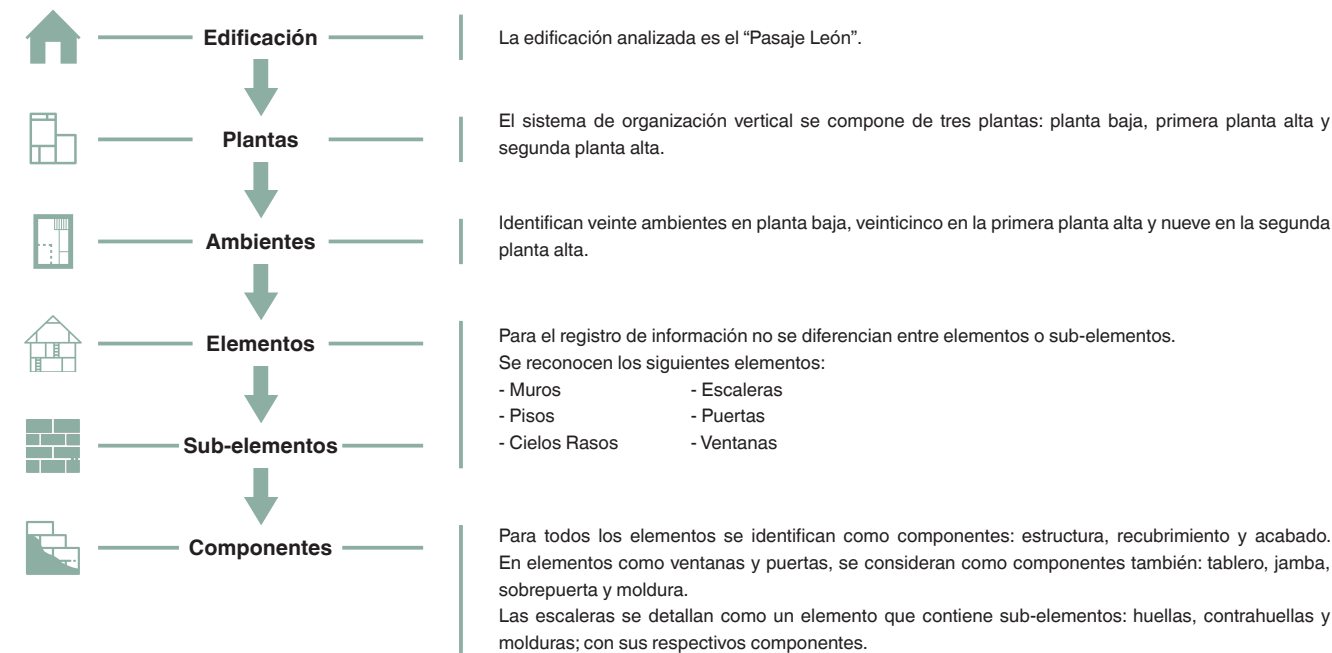 Edificación
La edificación analizada es el “Pasaje León”.
Plantas
El sistema de organización vertical se compone de tres plantas: planta baja, primera planta alta y
segunda planta alta.
Ambientes
Identifican veinte ambientes en planta baja, veinticinco en la primera planta alta y nueve en la segunda
planta alta.
Elementos
Para el registro de información no se diferencian entre elementos o sub-elementos.
Se reconocen los siguientes elementos:
- Muros - Escaleras
- Pisos - Puertas
- Cielos Rasos - Ventanas
Sub-elementos
Componentes
Para todos los elementos se identifican como componentes: estructura, recubrimiento y acabado.
En elementos como ventanas y puertas, se consideran como componentes también: tablero, jamba,
sobrepuerta y moldura.
Las escaleras se detallan como un elemento que contiene sub-elementos: huellas, contrahuellas y
molduras; con sus respectivos componentes.